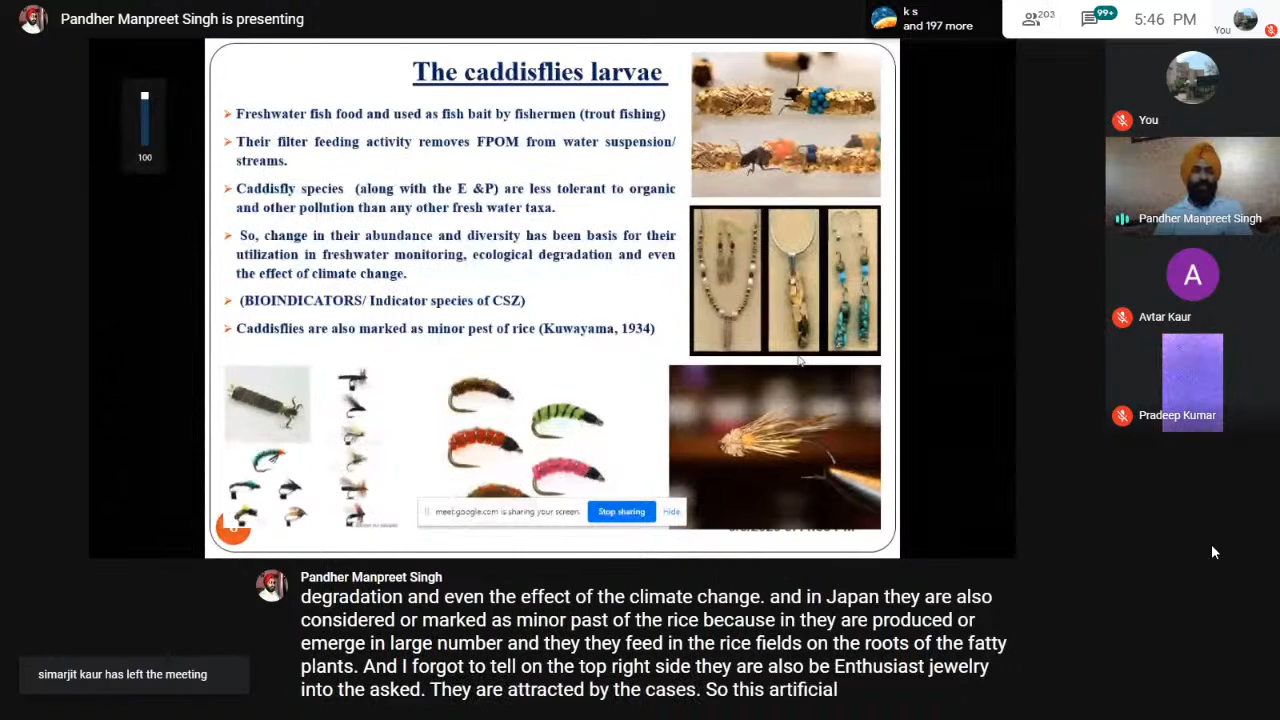 Pandher Manpreet Singh is presenting
k s
and 197 more
203
99+
5:46 PM
You
100
The caddisflies larvae
➢ Freshwater fish food and used as fish bait by fishermen (trout fishing)
➢ Their filter feeding activity removes FPOM from water suspension/
streams.
➢ Caddisfly species (along with the E &P) are less tolerant to organic
and other pollution than any other fresh water taxa.
➢ So, change in their abundance and diversity has been basis for their
utilization in freshwater monitoring, ecological degradation and even
the effect of climate change.
➢ (BIOINDICATORS/ Indicator species of CSZ)
➢ Caddisflies are also marked as minor pest of rice (Kuwayama, 1934)
meet.google.com is sharing your screen.
Stop sharing
Hide
You
Pandher Manpreet Singh
A
Avtar Kaur
Pradeep Kumar
Pandher Manpreet Singh
degradation and even the effect of the climate change. and in Japan they are also
considered or marked as minor past of the rice because in they are produced or
emerge in large number and they they feed in the rice fields on the roots of the fatty
plants. And I forgot to tell on the top right side they are also be Enthusiast jewelry
into the asked. They are attracted by the cases. So this artificial
simarjit kaur has left the meeting